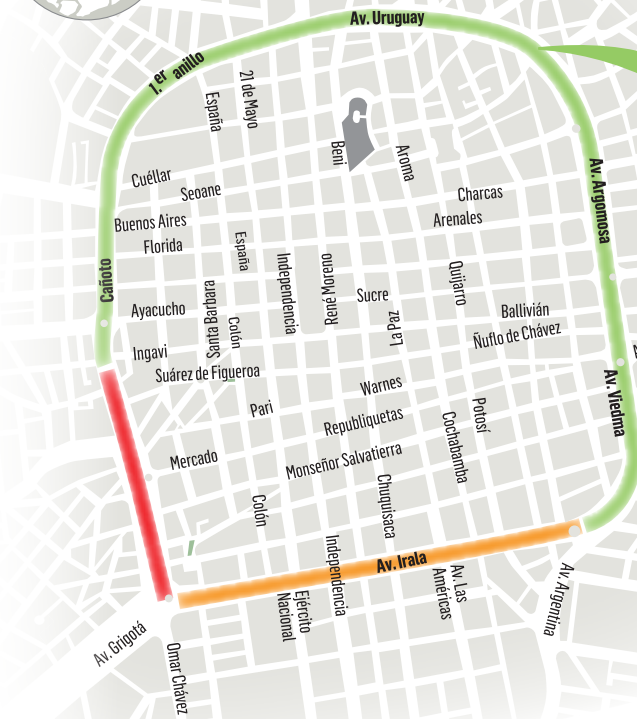 Av. Uruguay
1.er anillo
21 de Mayo
España
Beni
Aroma
Av. Argomosa
Cuéllar
Seoane
Charcas
Buenos Aires
Arenales
Florida
España
Cañoto
Independencia
René Moreno
Quijarro
Santa Barbara
Sucre
Ayacucho
Colón
La Paz
Ballivián
Ñuflo de Chávez
Ingavi
Suárez de Figueroa
Warnes
Av. Viedma
Pari
Republiquetas
Potosí
Cochabamba
Mercado
Monseñor Salvatierra
Chuquisaca
Colón
Independencia
Av. Irala
Av. Las
Américas
Av. Argentina
Ejército
Nacional
Av. Grigotá
Omar Chávez